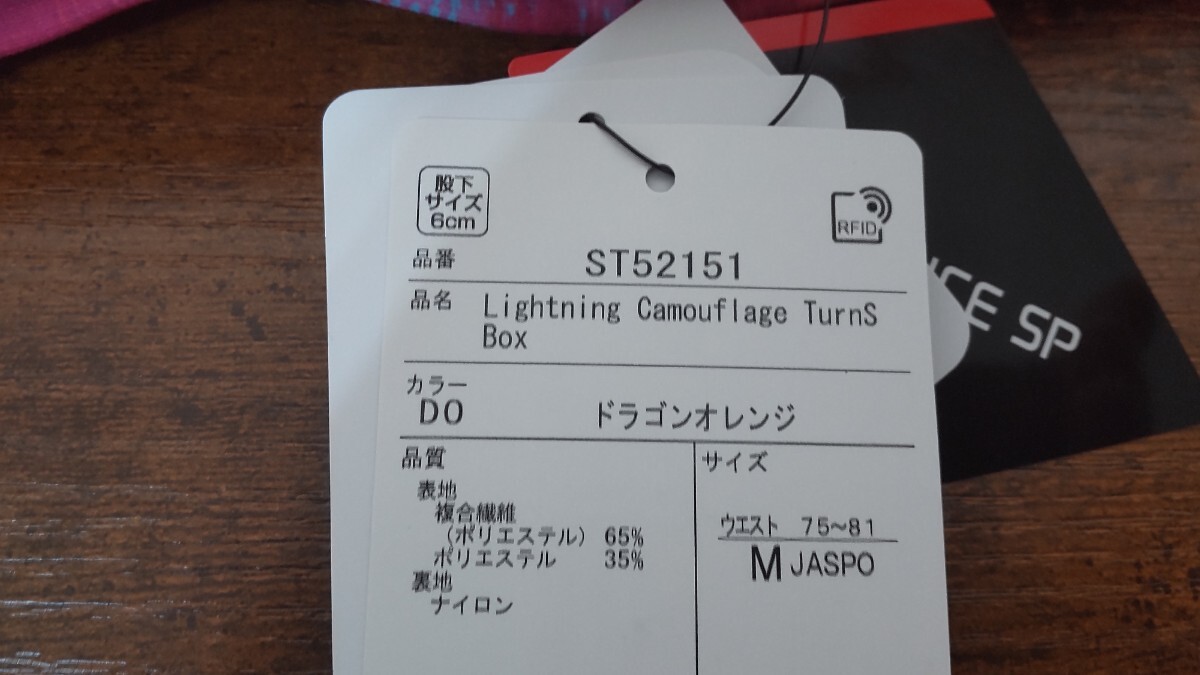 股下
サイズ
6cm
RFID
品番 ST52151
品名 Lightning Camouflage TurnS
Box
カラー
DO ドラゴンオレンジ
品質
表地
複合繊維
(ポリエステル) 65%
ポリエステル 35%
裏地
ナイロン
サイズ
ウエスト 75~81
M JASPO
SP